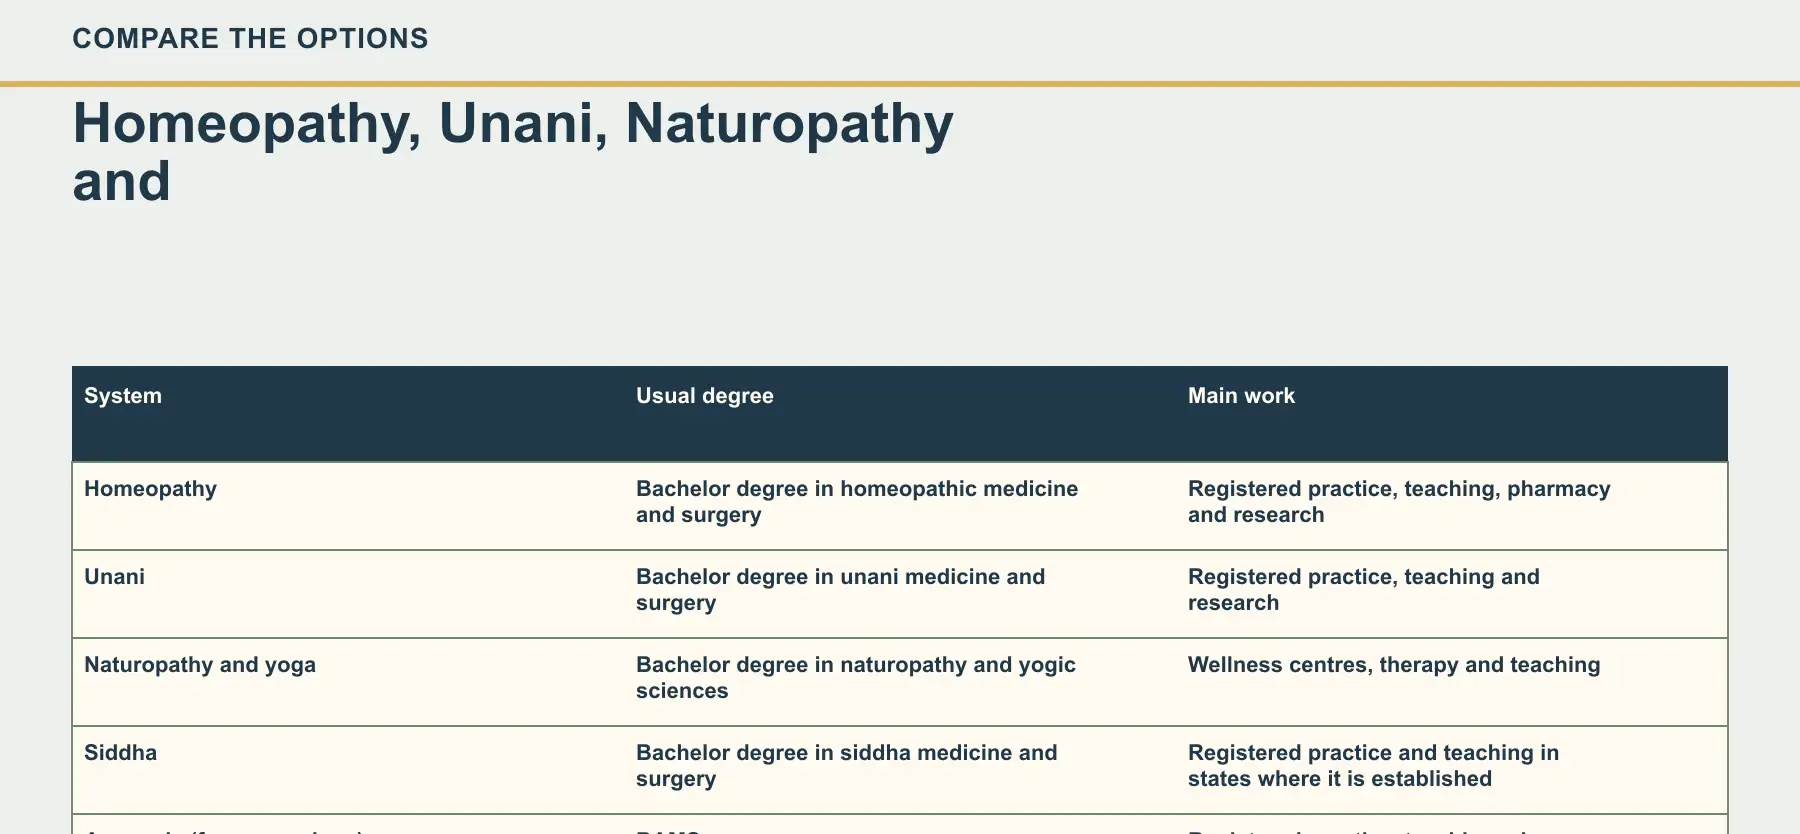 COMPARE THE OPTIONS
Homeopathy, Unani, Naturopathy
and
System
Usual degree
Main work
Homeopathy
Bachelor degree in homeopathic medicine
and surgery
Registered practice, teaching, pharmacy
and research
Unani
Bachelor degree in unani medicine and
surgery
Registered practice, teaching and
research
Naturopathy and yoga
Bachelor degree in naturopathy and yogic
sciences
Wellness centres, therapy and teaching
Siddha
Bachelor degree in siddha medicine and
surgery
Registered practice and teaching in
states where it is established